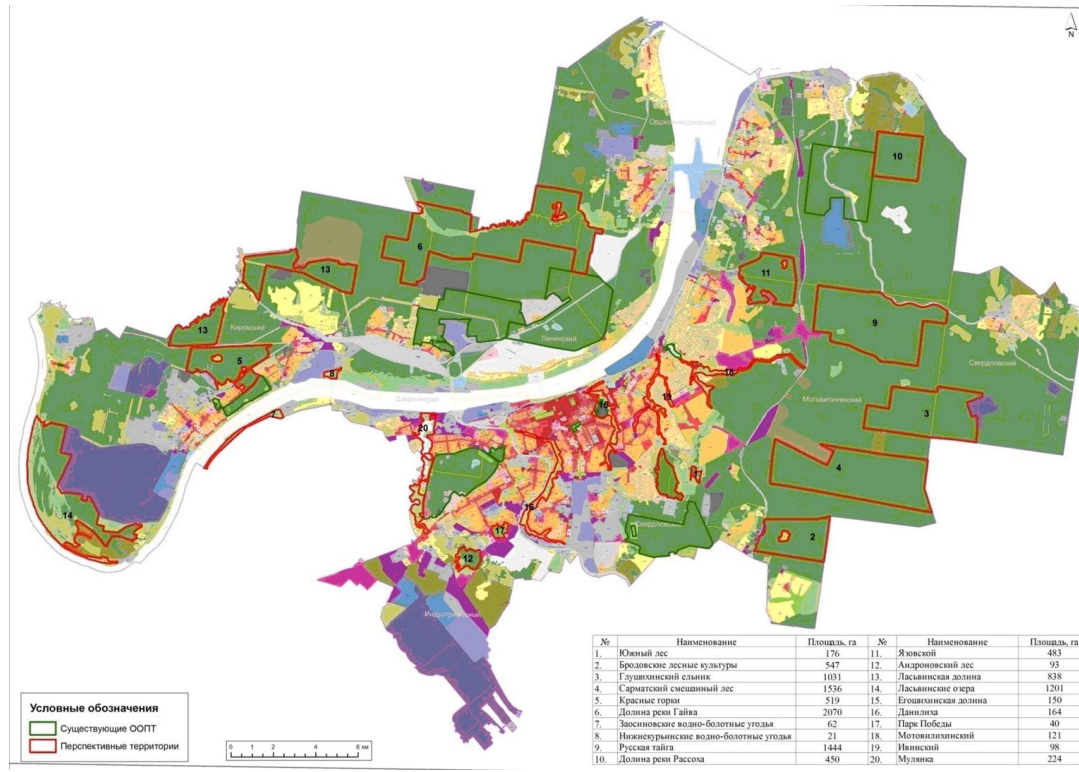 N
Орджоникидзевский
10
2
6
13
11
13
Кировский
Ленинский
9
5
Свердловский
8
18
Дзержинский
19
16
Мотовилихинский
7
3
20
4
17
14
16
Свердловский
17
2
12
Индустриальный
№ Наименование Площадь, га № Наименование Площадь, га
1. Южный лес 176 11. Язовской 483
2. Бродовские лесные культуры 547 12. Андроновский лес 93
3. Глушихинский ельник 1031 13. Ласьвинская долина 838
4. Сарматский смешанный лес 1536 14. Ласьвинские озера 1201
5. Красные горки 519 15. Егошихинская долина 150
6. Долина реки Гайва 2070 16. Данилиха 164
7. Заосиновские водно-болотные угодья 62 17. Парк Победы 40
8. Нижнекурьинские водно-болотные угодья 21 18. Мотовилихинский 121
9. Русская тайга 1444 19. Ивинский 98
10. Долина реки Рассоха 450 20. Мулянка 224
Условные обозначения
Существующие ООПТ
Перспективные территории
0 2 4 6 км